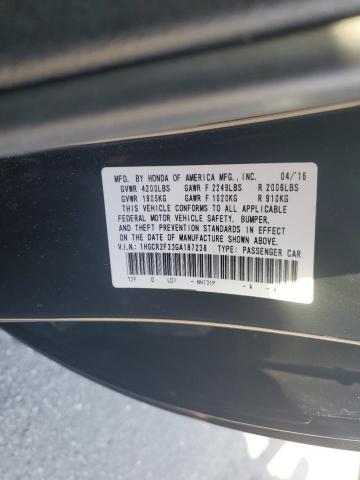 MFD. BY HONDA OF AMERICA MFG., INC. 04/'16
GVWR 4200LBS GAWR F 2249LBS R 2006LBS
GVWR 1905KG GAWR F 1020KG R 910KG
THIS VEHICLE CONFORMS TO ALL APPLICABLE
FEDERAL MOTOR VEHICLE SAFETY, BUMPER,
AND THEFT PREVENTION STANDARDS IN EFFECT
ON THE DATE OF MANUFACTURE SHOWN ABOVE.
V.I.N.: 1HGCR2F33GA187238 TYPE: PASSENGER CAR
NH731P - A - A